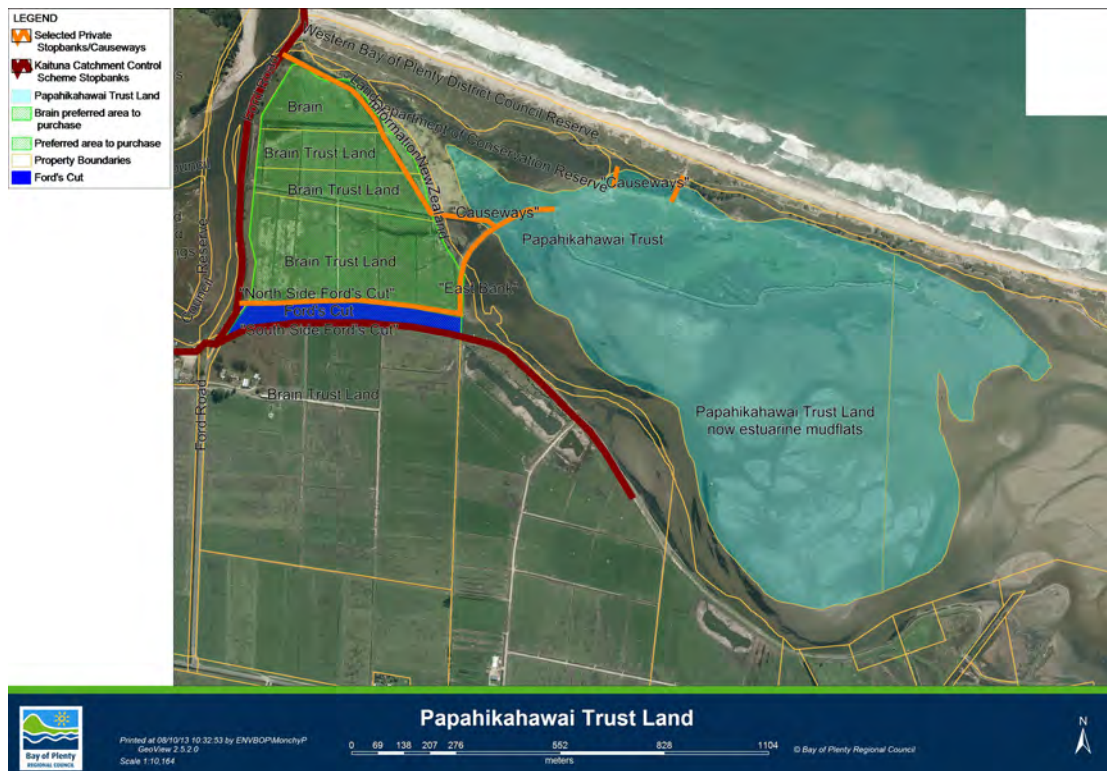 LEGEND
Selected Private
Stopbanks/Causeways
Kaituna Catchment Control
Scheme Stopbanks
Papahikahawai Trust Land
Brain preferred area to
purchase
Preferred area to purchase
Property Boundaries
Ford's Cut
Western Bay of Plenty District Council Reserve
Land Information New Zealand
Department of Conservation Reserve
Brain
Brain Trust Land
Brain Trust Land
"Causeways"
"Causeways"
Papahikahawai Trust
Brain Trust Land
Council Reserve
"North Side Ford's Cut"
"East Bank"
Ford's Cut
"South Side Ford's Cut"
Brain Trust Land
Ford Road
Papahikahawai Trust Land
now estuarine mudflats
Papahikahawai Trust Land
Bay of Plenty
REGIONAL COUNCIL
Printed at 08/10/13 10:32:53 by ENVBOP\MonchyP
GeoView 2.5.2.0
Scale 1:10,164
0 69 138 207 276 552 828 1104
meters
© Bay of Plenty Regional Council
N